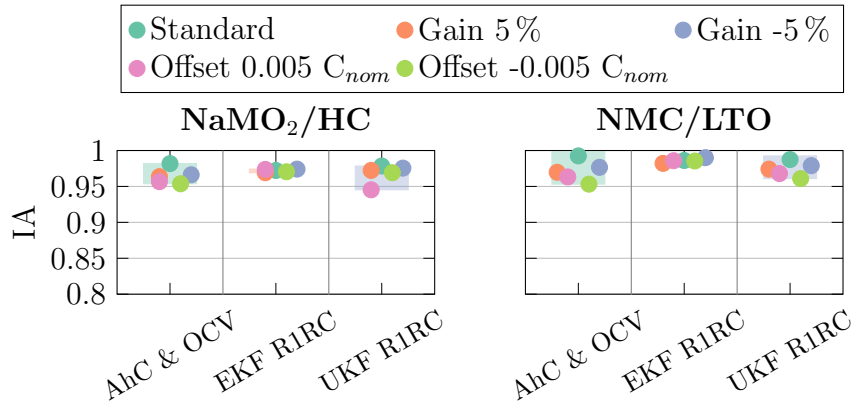 Standard Gain 5 % Gain -5 %
Offset 0.005 Cnom Offset -0.005 Cnom
NaMO₂/HC NMC/LTO
IA
1
0.95
0.9
0.85
0.8
AhC & OCV EKF R1RC UKF R1RC AhC & OCV EKF R1RC UKF R1RC